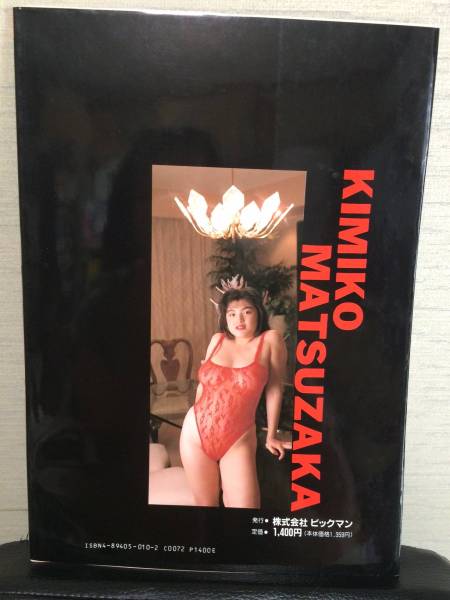 KIMIKO
MATSUZAKA
発行● 株式会社 ビックマン
定価● 1,400円 (本体価格1,359円)
ISBN4-89405-010-2 C0072 P1400E